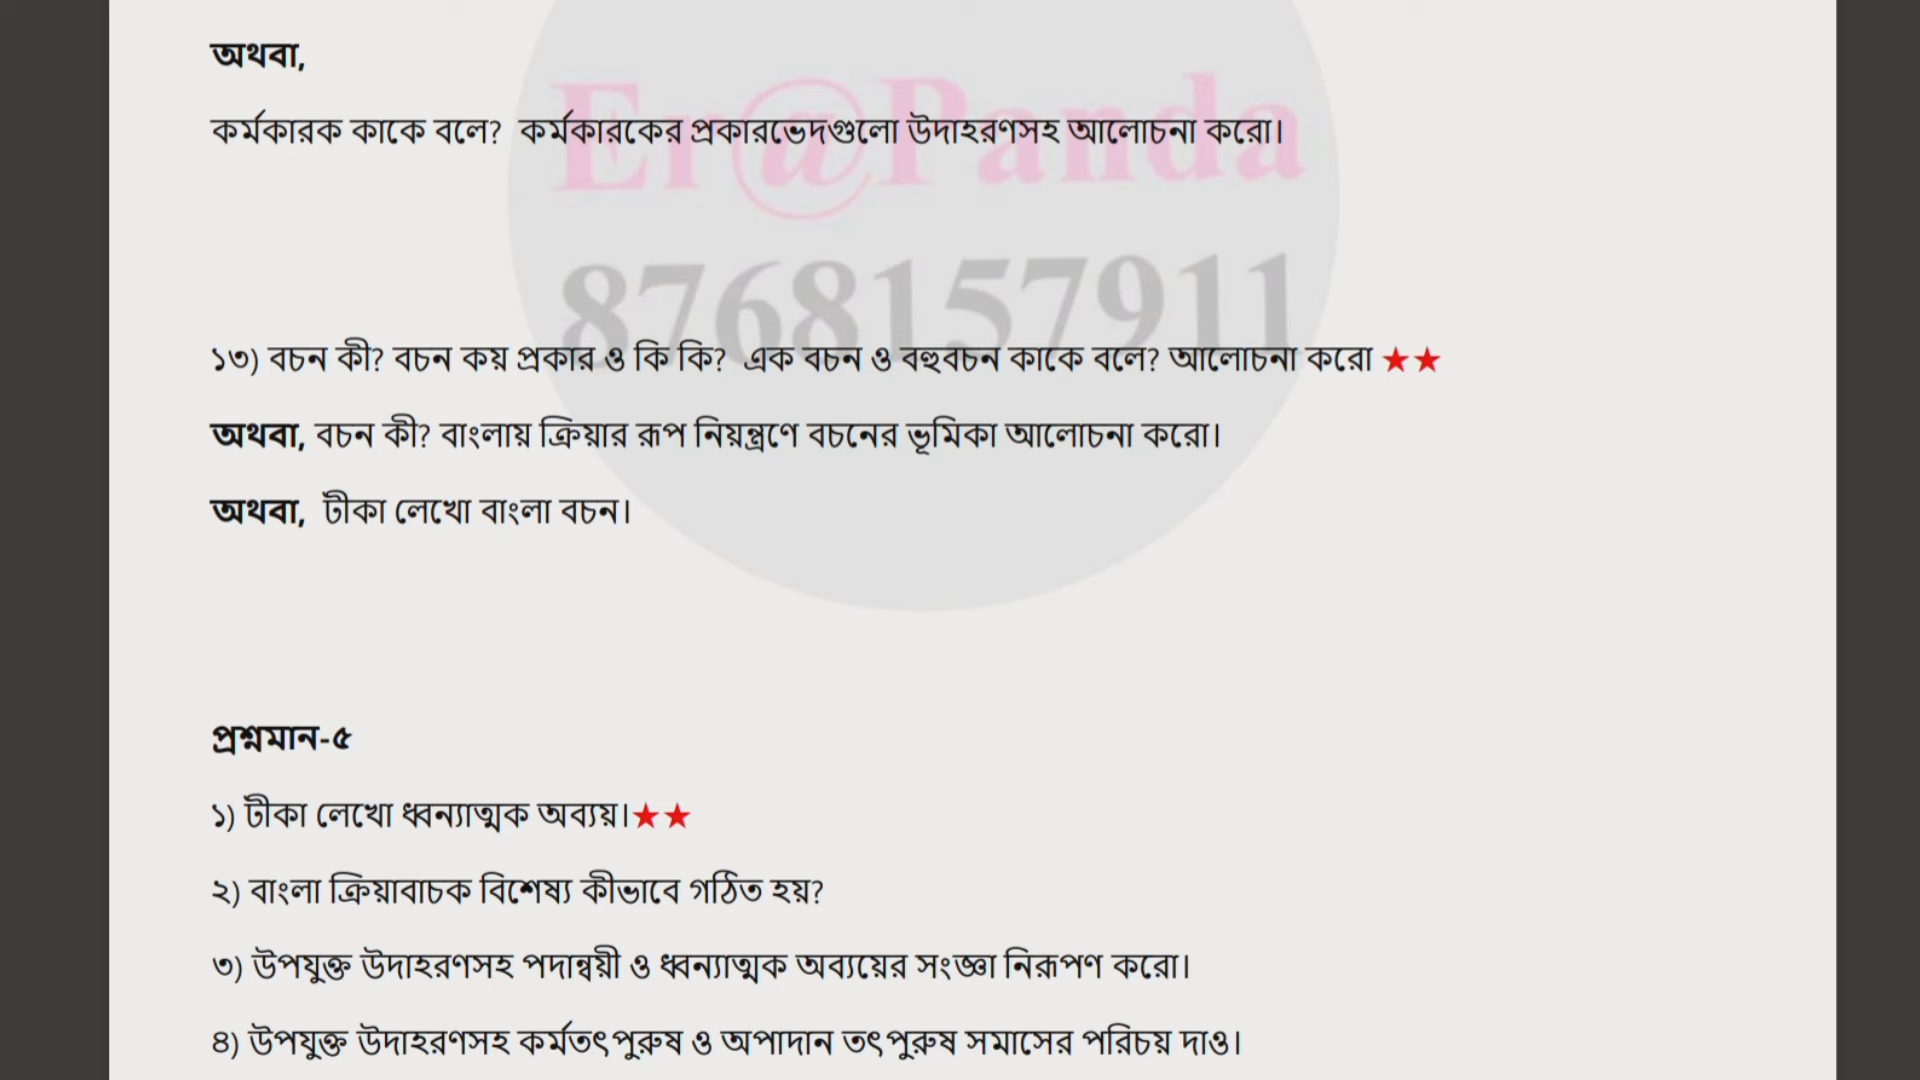 অথবা,
কর্মকারক কাকে বলে? কর্মকারকের প্রকারভেদগুলো উদাহরণসহ আলোচনা করো।
Er@Panda
8768157911
১৩) বচন কী? বচন কয় প্রকার ও কি কি? এক বচন ও বহুবচন কাকে বলে? আলোচনা করো ★★
অথবা, বচন কী? বাংলায় ক্রিয়ার রূপ নিয়ন্ত্রণে বচনের ভূমিকা আলোচনা করো।
অথবা, টীকা লেখো বাংলা বচন।
প্রশ্নমান-৫
১) টীকা লেখো ধ্বন্যাত্মক অব্যয়।★★
২) বাংলা ক্রিয়াবাচক বিশেষ্য কীভাবে গঠিত হয়?
৩) উপযুক্ত উদাহরণসহ পদান্বয়ী ও ধ্বন্যাত্মক অব্যয়ের সংজ্ঞা নিরূপণ করো।
৪) উপযুক্ত উদাহরণসহ কর্মতৎপুরুষ ও অপাদান তৎপুরুষ সমাসের পরিচয় দাও।